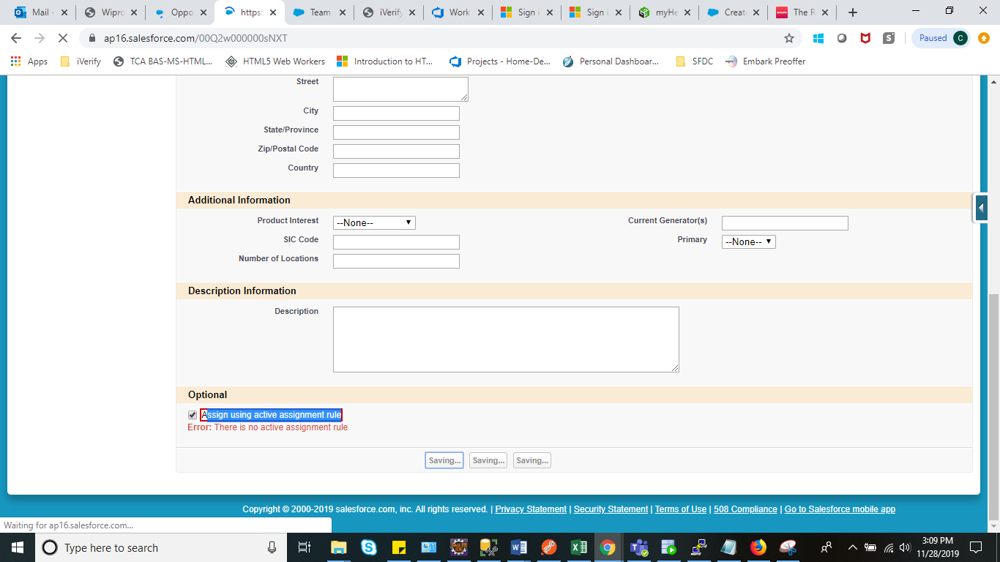 Mail -
Wipro
Oppo
https:
Team
iVerify
Work
Sign i
Sign i
myHe
Create
The R
ap16.salesforce.com/00Q2w000000sNXT
Paused
C
Apps
iVerify
TCA BAS-MS-HTML...
HTML5 Web Workers
Introduction to HT...
Projects - Home-De...
Personal Dashboar...
SFDC
Embark Preoffer
Street
City
State/Province
Zip/Postal Code
Country
Additional Information
Product Interest
--None--
Current Generator(s)
SIC Code
Primary
--None--
Number of Locations
Description Information
Description
Optional
Assign using active assignment rule
Error: There is no active assignment rule
Saving...
Saving...
Saving...
Copyright © 2000-2019 salesforce.com, inc. All rights reserved. | Privacy Statement | Security Statement | Terms of Use | 508 Compliance | Go to Salesforce mobile app
Waiting for ap16.salesforce.com...
Type here to search
3:09 PM
11/28/2019